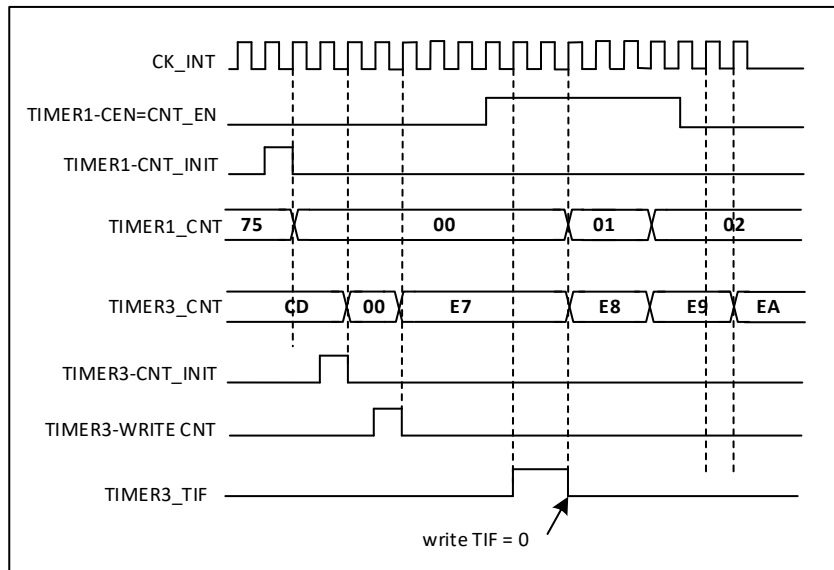 CK_INT
TIMER1-CEN=CNT_EN
TIMER1-CNT_INIT
TIMER1_CNT 75 00 01 02
TIMER3_CNT CD 00 E7 E8 E9 EA
TIMER3-CNT_INIT
TIMER3-WRITE CNT
TIMER3_TIF
write TIF = 0